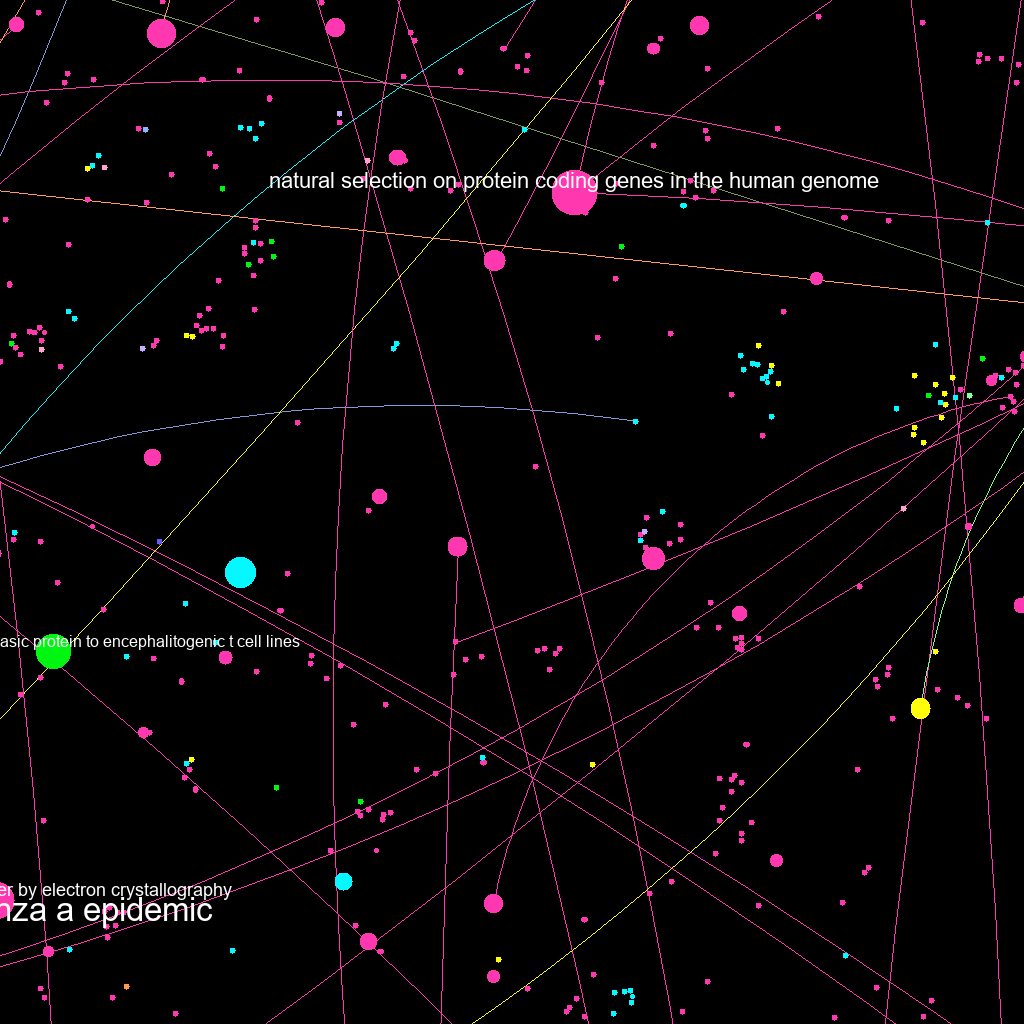 natural selection on protein coding genes in the human genome
asic protein to encephalitogenic t cell lines
er by electron crystallography
nza a epidemic